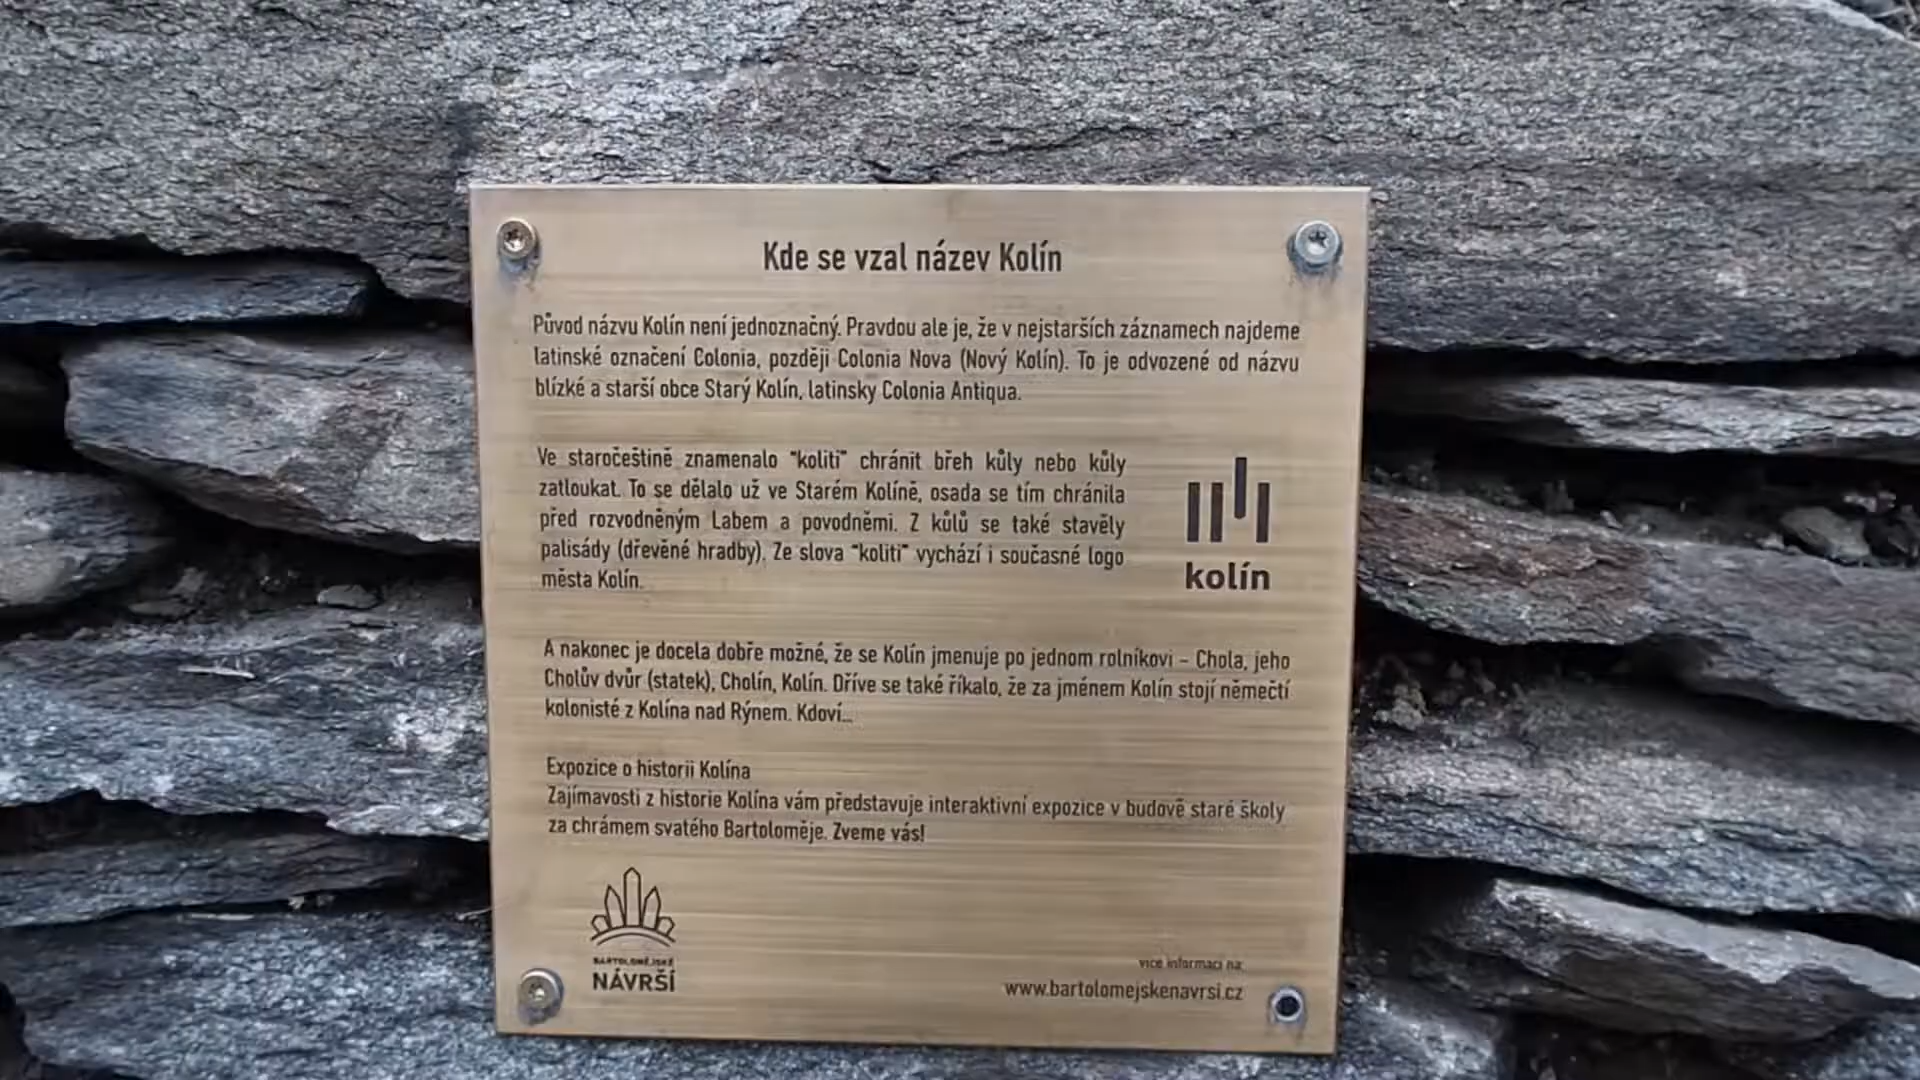 Kde se vzal název Kolín
Původ názvu Kolín není jednoznačný. Pravdou ale je, že v nejstarších záznamech najdeme
latinské označení Colonia, později Colonia Nova (Nový Kolín). To je odvozené od názvu
blízké a starší obce Starý Kolín, latinsky Colonia Antiqua.
Ve staročeštině znamenalo "koliti" chránit břeh kůly nebo kůly
zatloukat. To se dělalo už ve Starém Kolíně, osada se tím chránila
před rozvodněným Labem a povodněmi. Z kůlů se také stavěly
palisády (dřevěné hradby). Ze slova "koliti" vychází i současné logo
města Kolín.
kolín
A nakonec je docela dobře možné, že se Kolín jmenuje po jednom rolníkovi – Chola, jeho
Cholův dvůr (statek), Cholín, Kolín. Dříve se také říkalo, že za jménem Kolín stojí němečtí
kolonisté z Kolína nad Rýnem. Kdoví...
Expozice o historii Kolína
Zajímavosti z historie Kolína vám představuje interaktivní expozice v budově staré školy
za chrámem svatého Bartoloměje. Zveme vás!
BARTOLOMĚJSKÉ
NÁVRŠÍ
více informací na:
www.bartolomejskenavrsi.cz